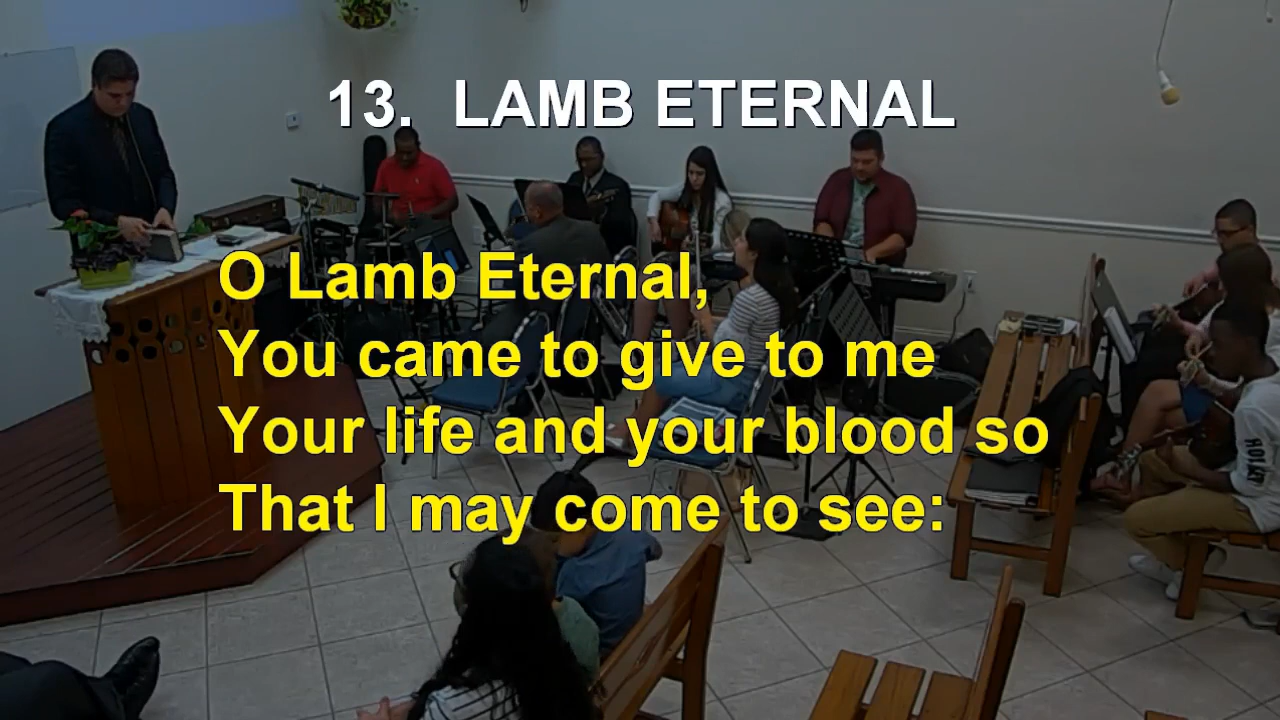 13. LAMB ETERNAL
O Lamb Eternal,
You came to give to me
Your life and your blood so
That I may come to see: